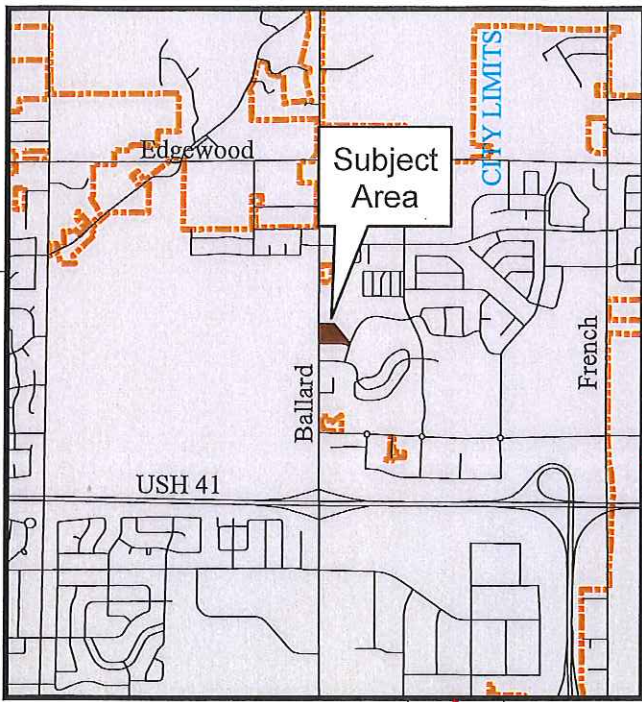 CITY LIMITS
Edgewood
Subject
Area
Ballard
French
USH 41